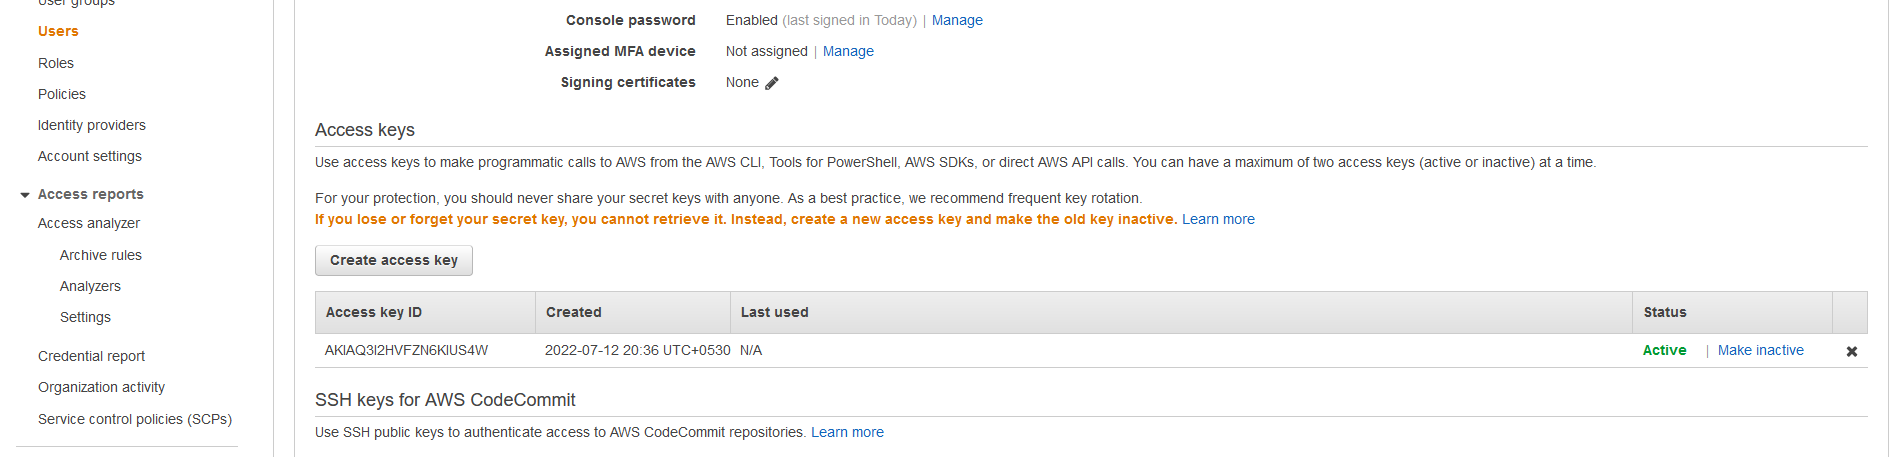 User groups
Users
Roles
Policies
Identity providers
Account settings
Access reports
Access analyzer
Archive rules
Analyzers
Settings
Credential report
Organization activity
Service control policies (SCPs)
Console password Enabled (last signed in Today) | Manage
Assigned MFA device Not assigned | Manage
Signing certificates None
Access keys
Use access keys to make programmatic calls to AWS from the AWS CLI, Tools for PowerShell, AWS SDKs, or direct AWS API calls. You can have a maximum of two access keys (active or inactive) at a time.
For your protection, you should never share your secret keys with anyone. As a best practice, we recommend frequent key rotation.
If you lose or forget your secret key, you cannot retrieve it. Instead, create a new access key and make the old key inactive. Learn more
Create access key
Access key ID Created Last used Status
AKIAQ3I2HVFZN6KIUS4W 2022-07-12 20:36 UTC+0530 N/A Active | Make inactive
SSH keys for AWS CodeCommit
Use SSH public keys to authenticate access to AWS CodeCommit repositories. Learn more